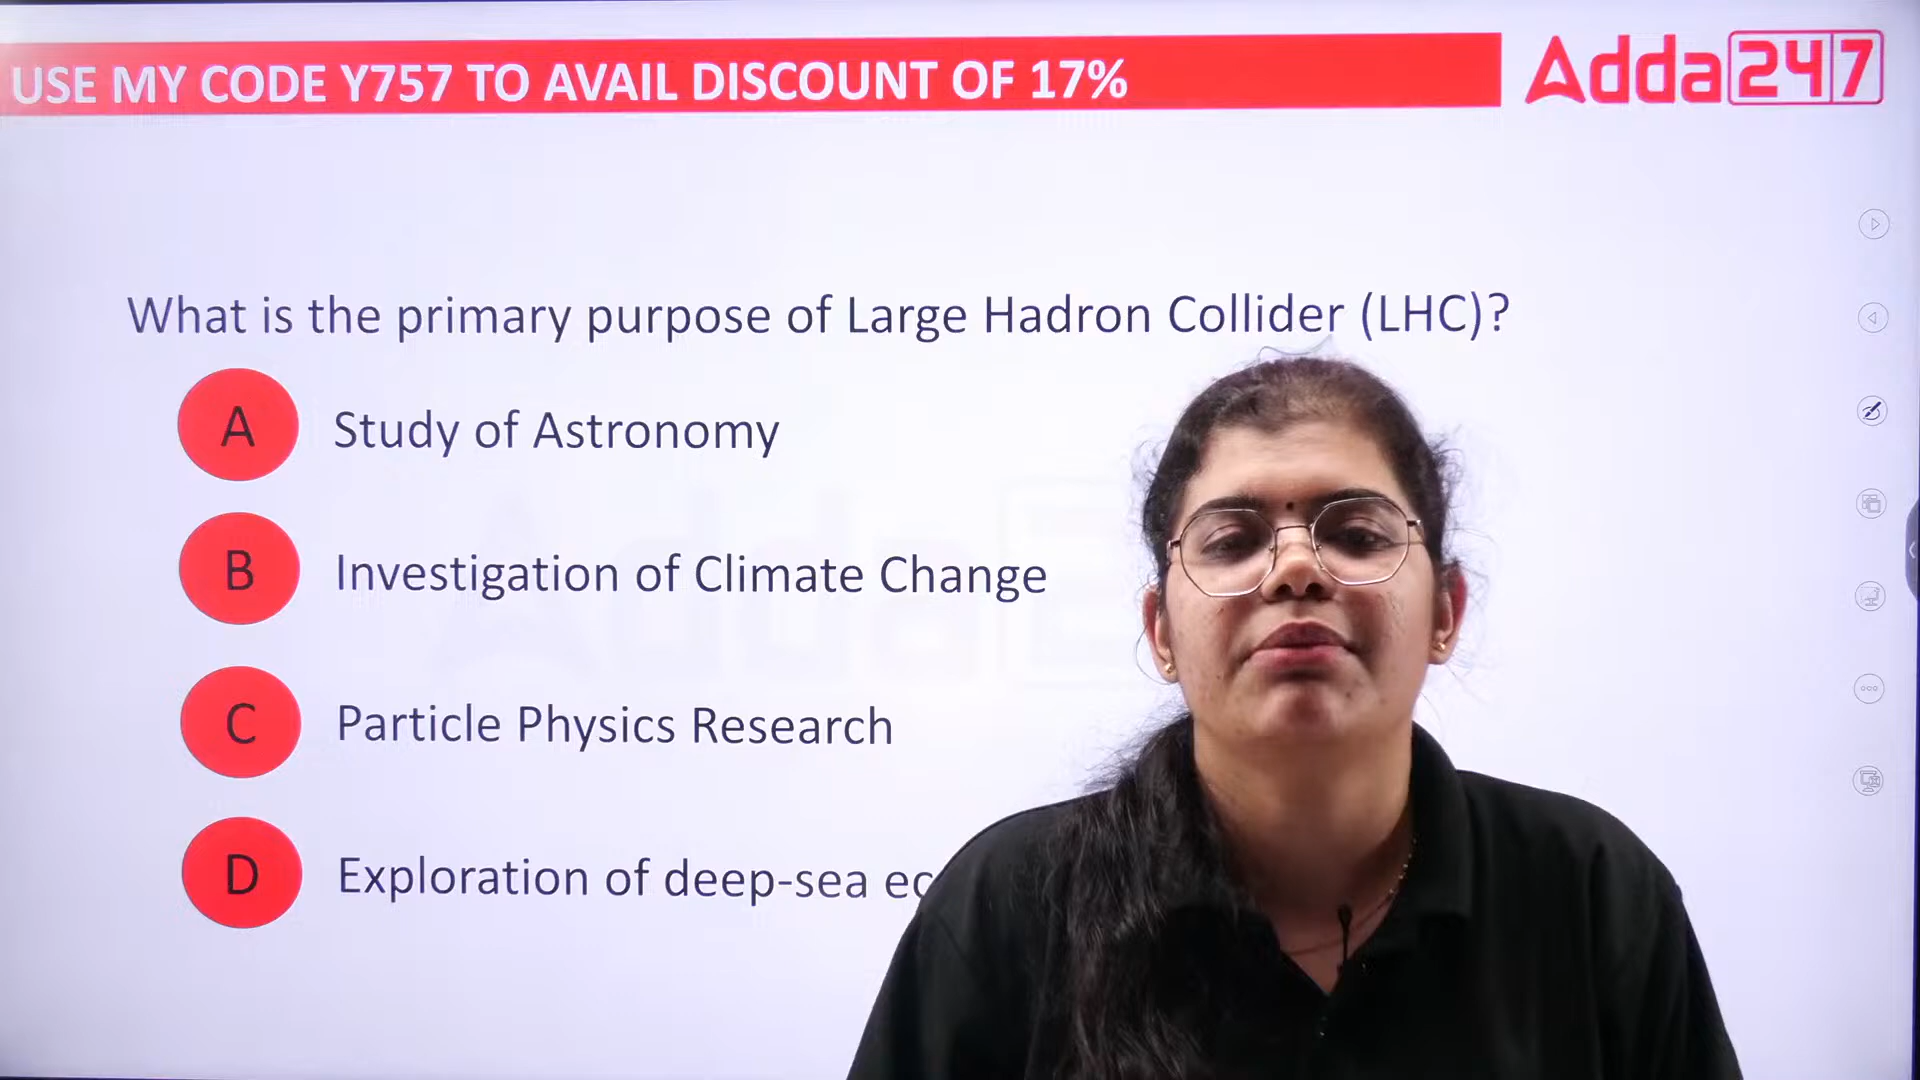 USE MY CODE Y757 TO AVAIL DISCOUNT OF 17%
Adda247
What is the primary purpose of Large Hadron Collider (LHC)?
A Study of Astronomy
B Investigation of Climate Change
C Particle Physics Research
D Exploration of deep-sea